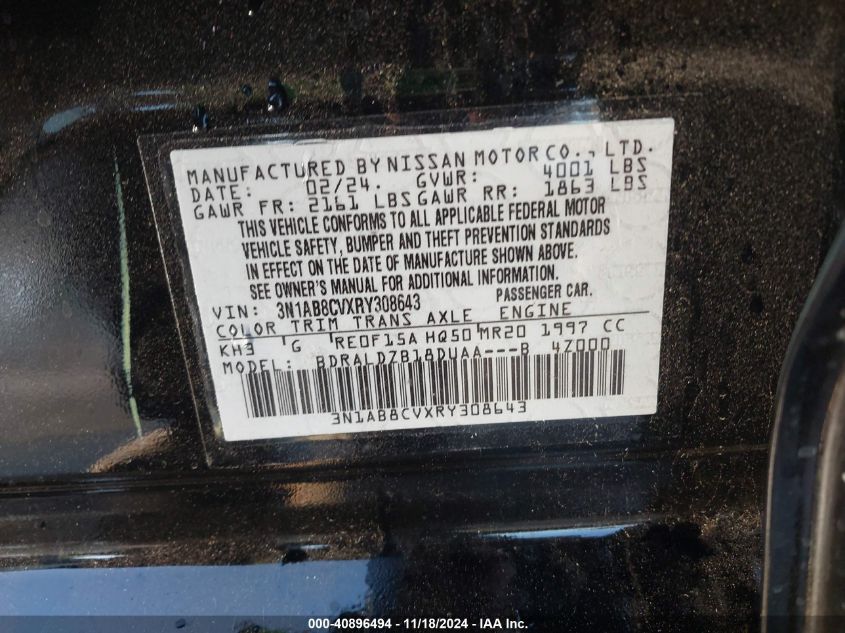 MANUFACTURED BY NISSAN MOTOR CO., LTD.
DATE: 02/24. GVWR: 4001 LBS
GAWR FR: 2161 LBS GAWR RR: 1863 LBS
THIS VEHICLE CONFORMS TO ALL APPLICABLE FEDERAL MOTOR
VEHICLE SAFETY, BUMPER AND THEFT PREVENTION STANDARDS
IN EFFECT ON THE DATE OF MANUFACTURE SHOWN ABOVE.
SEE OWNER'S MANUAL FOR ADDITIONAL INFORMATION.
VIN: 3N1AB8CVXRY308643 PASSENGER CAR.
COLOR TRIM TRANS AXLE ENGINE
KH3 G RE0F15A HQ50 MR20 1997 CC
MODEL: BDRALDZB18DUAA---B 4Z000
3N1AB8CVXRY308643
000-40896494 - 11/18/2024 - IAA Inc.